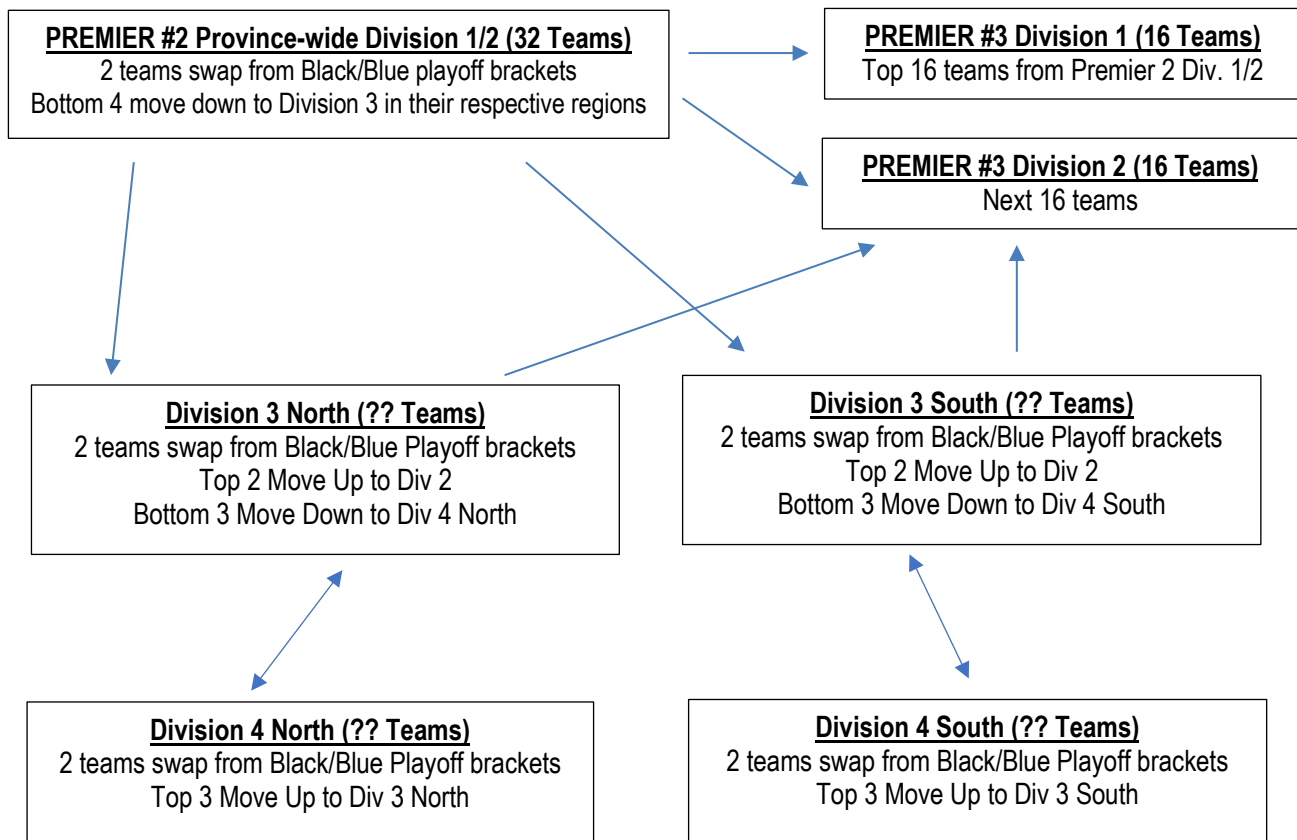 PREMIER #2 Province-wide Division 1/2 (32 Teams)
2 teams swap from Black/Blue playoff brackets
Bottom 4 move down to Division 3 in their respective regions
PREMIER #3 Division 1 (16 Teams)
Top 16 teams from Premier 2 Div. 1/2
PREMIER #3 Division 2 (16 Teams)
Next 16 teams
Division 3 North (?? Teams)
2 teams swap from Black/Blue Playoff brackets
Top 2 Move Up to Div 2
Bottom 3 Move Down to Div 4 North
Division 3 South (?? Teams)
2 teams swap from Black/Blue Playoff brackets
Top 2 Move Up to Div 2
Bottom 3 Move Down to Div 4 South
Division 4 North (?? Teams)
2 teams swap from Black/Blue Playoff brackets
Top 3 Move Up to Div 3 North
Division 4 South (?? Teams)
2 teams swap from Black/Blue Playoff brackets
Top 3 Move Up to Div 3 South